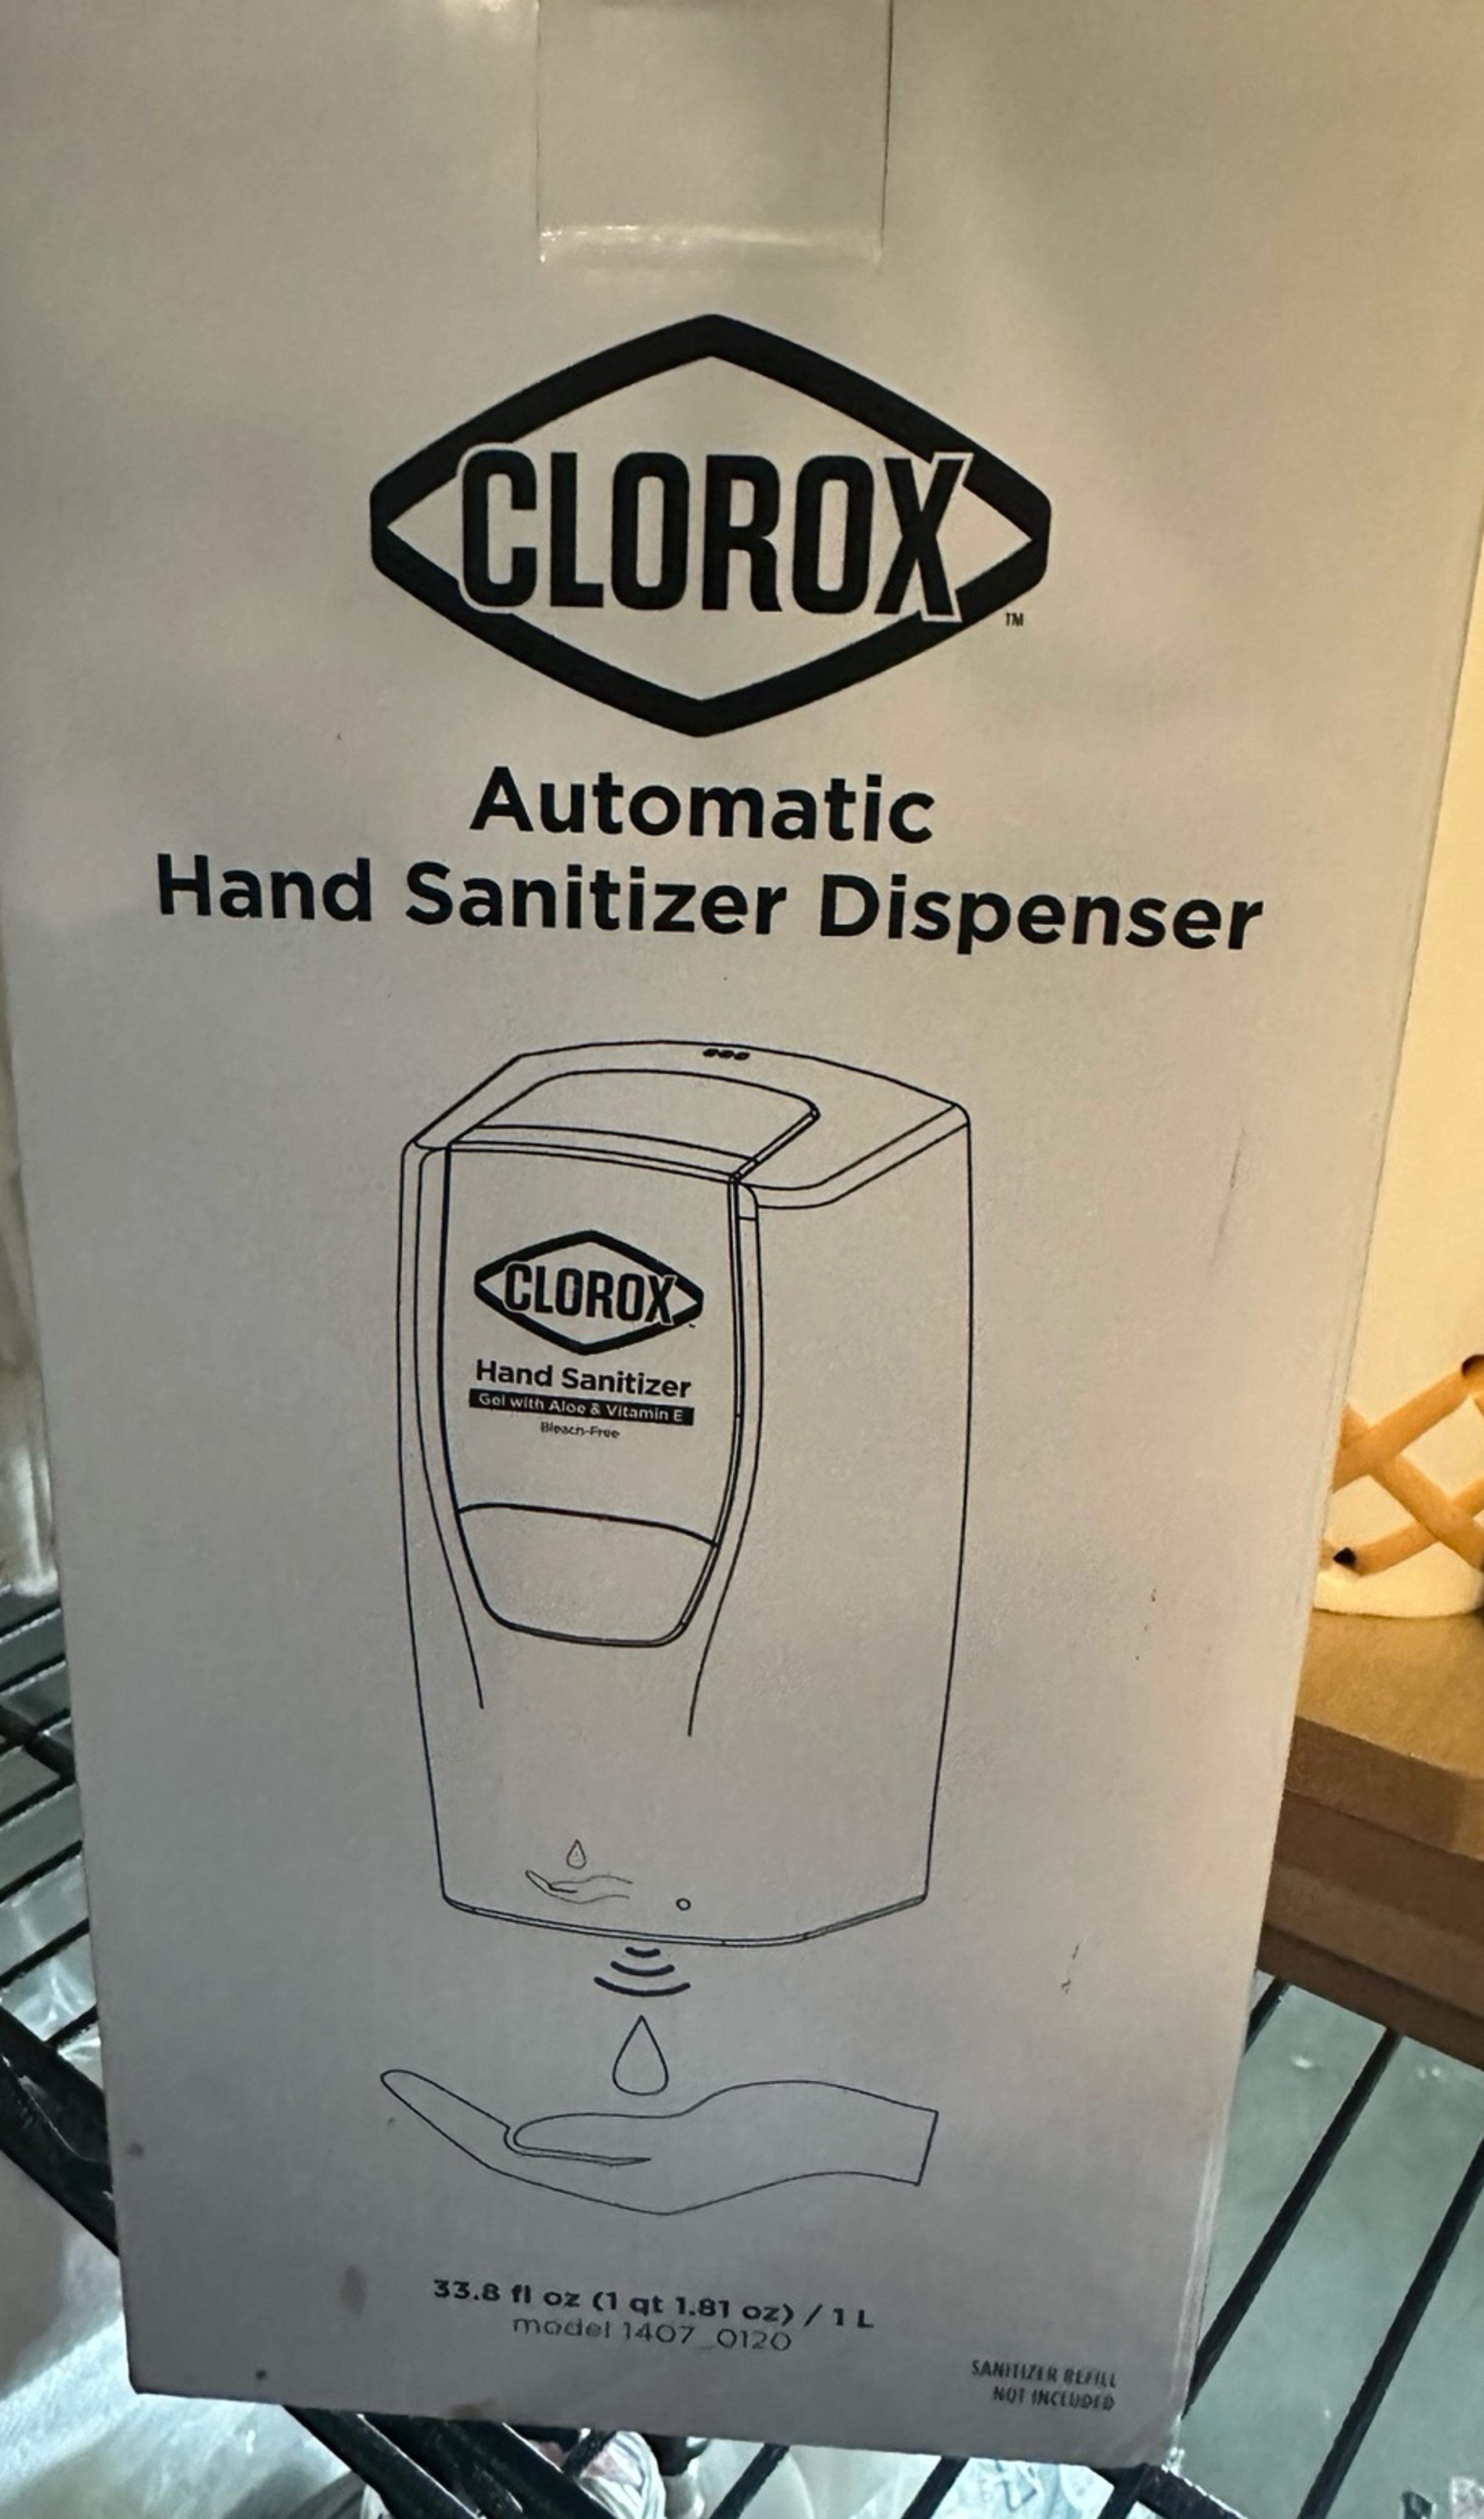 CLOROX
TM
Automatic
Hand Sanitizer Dispenser
CLOROX
Hand Sanitizer
Gel with Aloe & Vitamin E
Bleach-Free
33.8 fl oz (1 qt 1.81 oz) / 1 L
model 1407_0120
SANITIZER REFILL
NOT INCLUDED